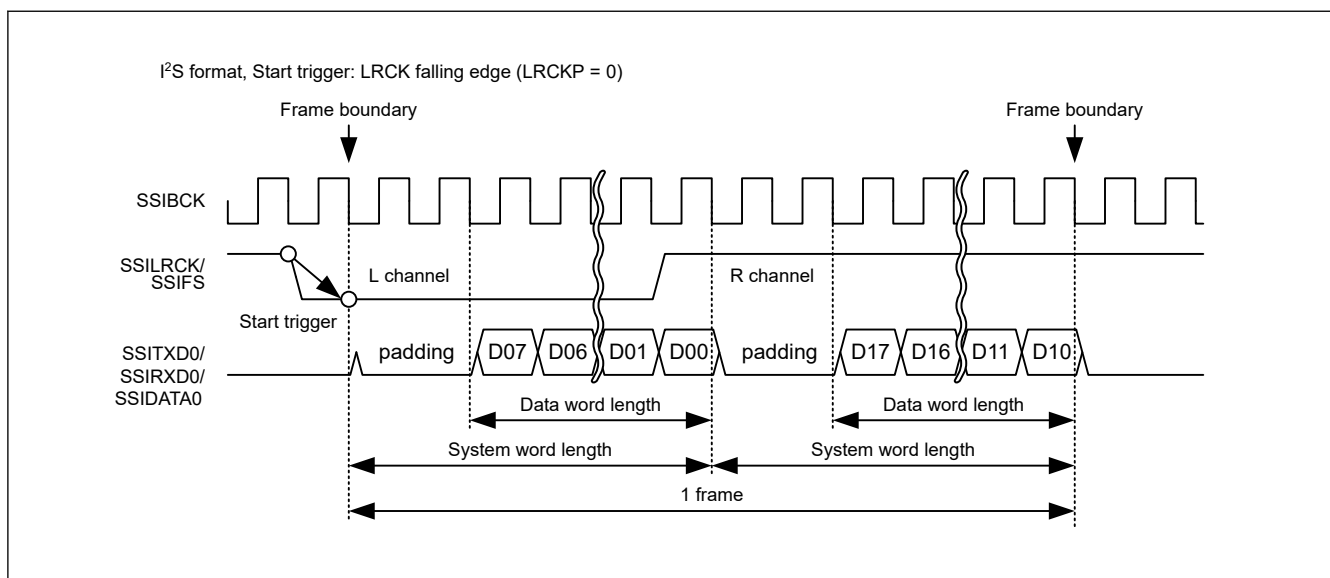 I²S format, Start trigger: LRCK falling edge (LRCKP = 0)
Frame boundary
Frame boundary
SSIBCK
SSILRCK/
SSIFS
L channel
R channel
Start trigger
SSITXD0/
SSIRXD0/
SSIDATA0
padding
D07
D06
D01
D00
padding
D17
D16
D11
D10
Data word length
Data word length
System word length
System word length
1 frame